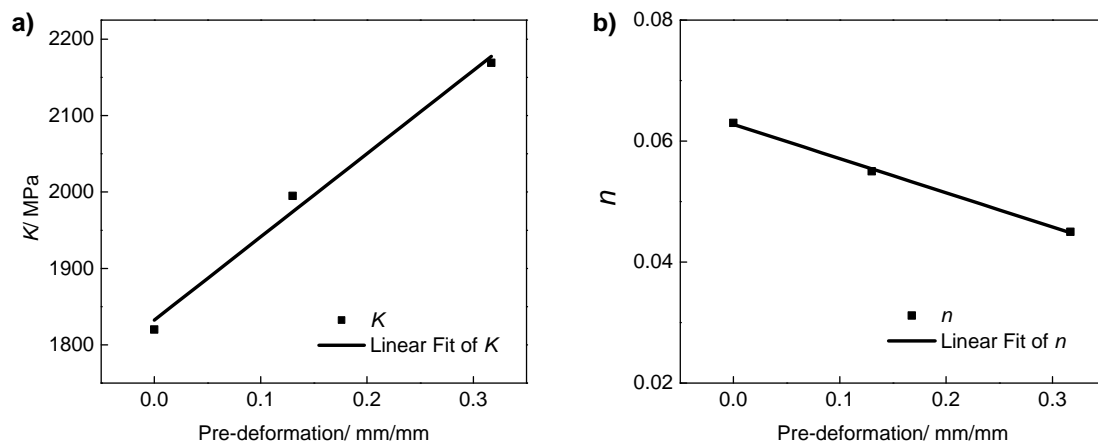 a)
2200
2100
2000
1900
1800
K/ MPa
K
Linear Fit of K
0.0 0.1 0.2 0.3
Pre-deformation/ mm/mm
b)
0.08
0.06
0.04
0.02
n
n
Linear Fit of n
0.0 0.1 0.2 0.3
Pre-deformation/ mm/mm